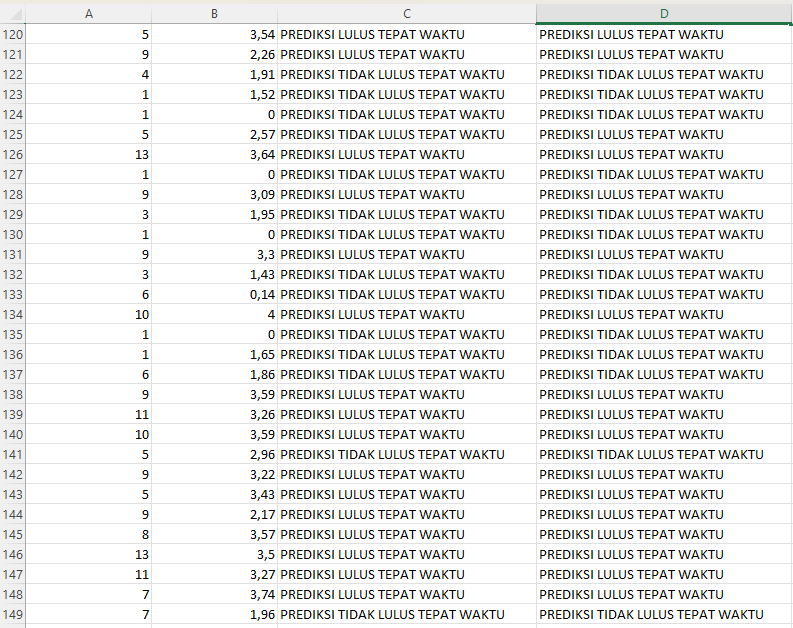 A B C D
120 5 3,54 PREDIKSI LULUS TEPAT WAKTU PREDIKSI LULUS TEPAT WAKTU
121 9 2,26 PREDIKSI LULUS TEPAT WAKTU PREDIKSI LULUS TEPAT WAKTU
122 4 1,91 PREDIKSI TIDAK LULUS TEPAT WAKTU PREDIKSI TIDAK LULUS TEPAT WAKTU
123 1 1,52 PREDIKSI TIDAK LULUS TEPAT WAKTU PREDIKSI TIDAK LULUS TEPAT WAKTU
124 1 0 PREDIKSI TIDAK LULUS TEPAT WAKTU PREDIKSI TIDAK LULUS TEPAT WAKTU
125 5 2,57 PREDIKSI TIDAK LULUS TEPAT WAKTU PREDIKSI LULUS TEPAT WAKTU
126 13 3,64 PREDIKSI LULUS TEPAT WAKTU PREDIKSI LULUS TEPAT WAKTU
127 1 0 PREDIKSI TIDAK LULUS TEPAT WAKTU PREDIKSI TIDAK LULUS TEPAT WAKTU
128 9 3,09 PREDIKSI LULUS TEPAT WAKTU PREDIKSI LULUS TEPAT WAKTU
129 3 1,95 PREDIKSI TIDAK LULUS TEPAT WAKTU PREDIKSI TIDAK LULUS TEPAT WAKTU
130 1 0 PREDIKSI TIDAK LULUS TEPAT WAKTU PREDIKSI TIDAK LULUS TEPAT WAKTU
131 9 3,3 PREDIKSI LULUS TEPAT WAKTU PREDIKSI LULUS TEPAT WAKTU
132 3 1,43 PREDIKSI TIDAK LULUS TEPAT WAKTU PREDIKSI TIDAK LULUS TEPAT WAKTU
133 6 0,14 PREDIKSI TIDAK LULUS TEPAT WAKTU PREDIKSI TIDAK LULUS TEPAT WAKTU
134 10 4 PREDIKSI LULUS TEPAT WAKTU PREDIKSI LULUS TEPAT WAKTU
135 1 0 PREDIKSI TIDAK LULUS TEPAT WAKTU PREDIKSI TIDAK LULUS TEPAT WAKTU
136 1 1,65 PREDIKSI TIDAK LULUS TEPAT WAKTU PREDIKSI TIDAK LULUS TEPAT WAKTU
137 6 1,86 PREDIKSI TIDAK LULUS TEPAT WAKTU PREDIKSI TIDAK LULUS TEPAT WAKTU
138 9 3,59 PREDIKSI LULUS TEPAT WAKTU PREDIKSI LULUS TEPAT WAKTU
139 11 3,26 PREDIKSI LULUS TEPAT WAKTU PREDIKSI LULUS TEPAT WAKTU
140 10 3,59 PREDIKSI LULUS TEPAT WAKTU PREDIKSI LULUS TEPAT WAKTU
141 5 2,96 PREDIKSI TIDAK LULUS TEPAT WAKTU PREDIKSI TIDAK LULUS TEPAT WAKTU
142 9 3,22 PREDIKSI LULUS TEPAT WAKTU PREDIKSI LULUS TEPAT WAKTU
143 5 3,43 PREDIKSI LULUS TEPAT WAKTU PREDIKSI LULUS TEPAT WAKTU
144 9 2,17 PREDIKSI LULUS TEPAT WAKTU PREDIKSI LULUS TEPAT WAKTU
145 8 3,57 PREDIKSI LULUS TEPAT WAKTU PREDIKSI LULUS TEPAT WAKTU
146 13 3,5 PREDIKSI LULUS TEPAT WAKTU PREDIKSI LULUS TEPAT WAKTU
147 11 3,27 PREDIKSI LULUS TEPAT WAKTU PREDIKSI LULUS TEPAT WAKTU
148 7 3,74 PREDIKSI LULUS TEPAT WAKTU PREDIKSI LULUS TEPAT WAKTU
149 7 1,96 PREDIKSI TIDAK LULUS TEPAT WAKTU PREDIKSI TIDAK LULUS TEPAT WAKTU